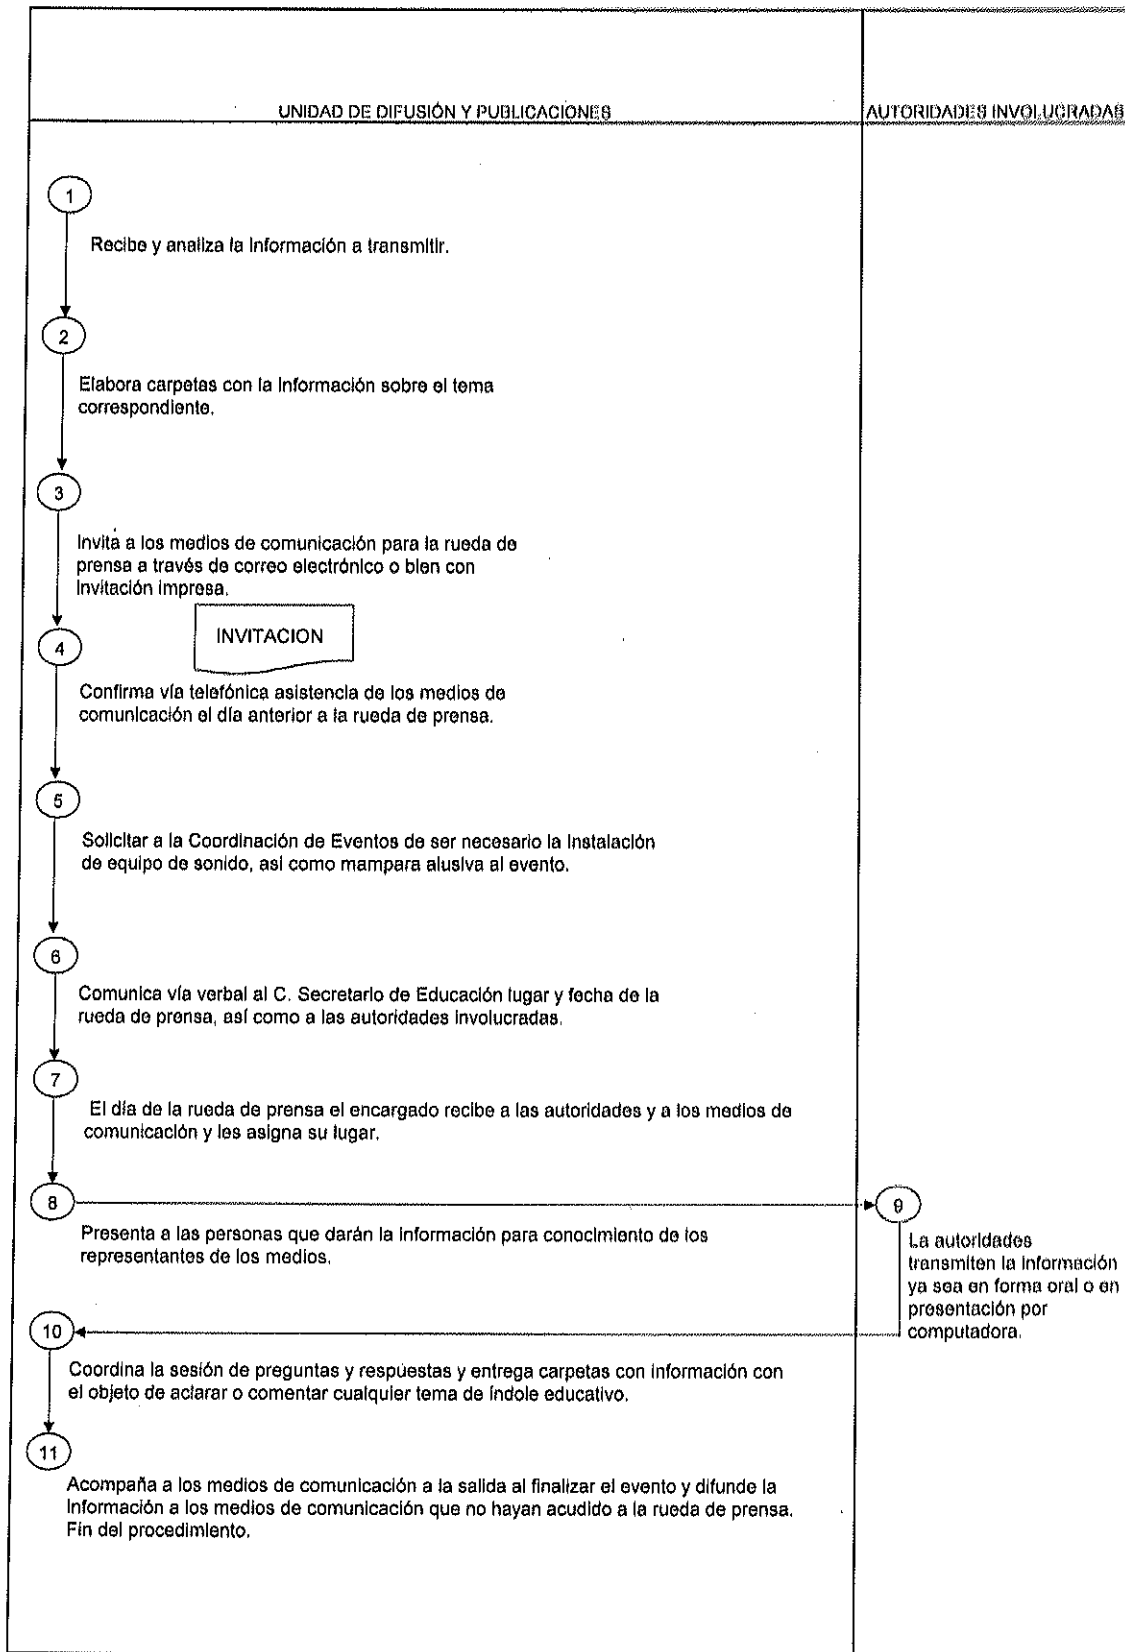 UNIDAD DE DIFUSIÓN Y PUBLICACIONES
AUTORIDADES INVOLUCRADAS
1
Recibe y analiza la Información a transmitir.
2
Elabora carpetas con la Información sobre el tema
correspondiente.
3
Invita a los medios de comunicación para la rueda de
prensa a través de correo electrónico o bien con
invitación impresa.
INVITACION
4
Confirma vía telefónica asistencia de los medios de
comunicación el día anterior a la rueda de prensa.
5
Solicitar a la Coordinación de Eventos de ser necesario la instalación
de equipo de sonido, así como mampara alusiva al evento.
6
Comunica vía verbal al C. Secretario de Educación lugar y fecha de la
rueda de prensa, así como a las autoridades involucradas.
7
El día de la rueda de prensa el encargado recibe a las autoridades y a los medios de
comunicación y les asigna su lugar.
8
Presenta a las personas que darán la información para conocimiento de los
representantes de los medios.
9
La autoridades
transmiten la información
ya sea en forma oral o en
presentación por
computadora.
10
Coordina la sesión de preguntas y respuestas y entrega carpetas con información con
el objeto de aclarar o comentar cualquier tema de índole educativo.
11
Acompaña a los medios de comunicación a la salida al finalizar el evento y difunde la
Información a los medios de comunicación que no hayan acudido a la rueda de prensa.
Fin del procedimiento.